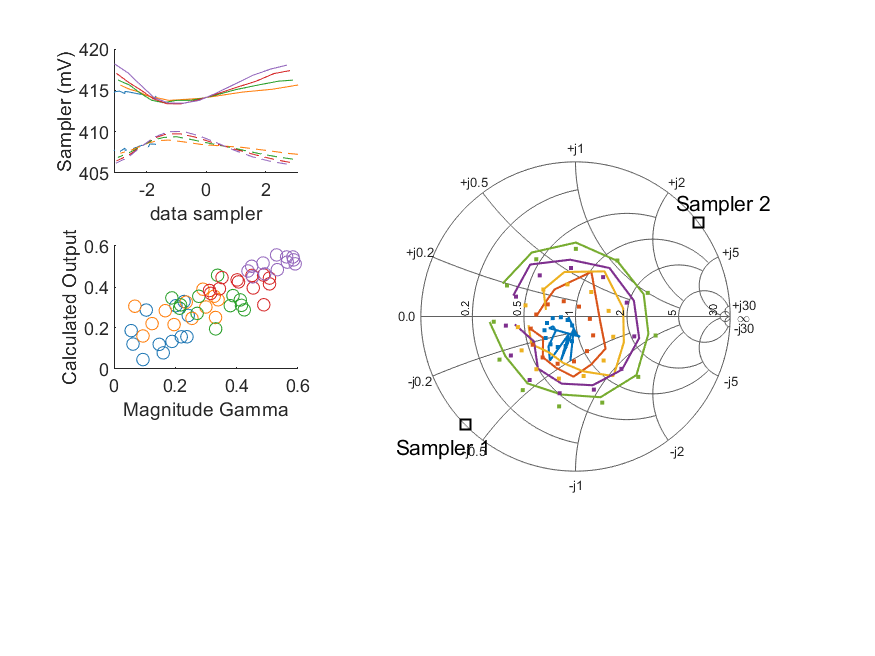 420
415
410
405
Sampler (mV)
-2
0
2
data sampler
0.6
0.4
0.2
0
Calculated Output
0
0.2
0.4
0.6
Magnitude Gamma
+j1
+j0.5
+j2
Sampler 2
+j0.2
+j5
0.0
0.2
0.5
1
2
5
30
+j30
∞
-j30
-j0.2
-j5
Sampler 1
-j0.5
-j2
-j1